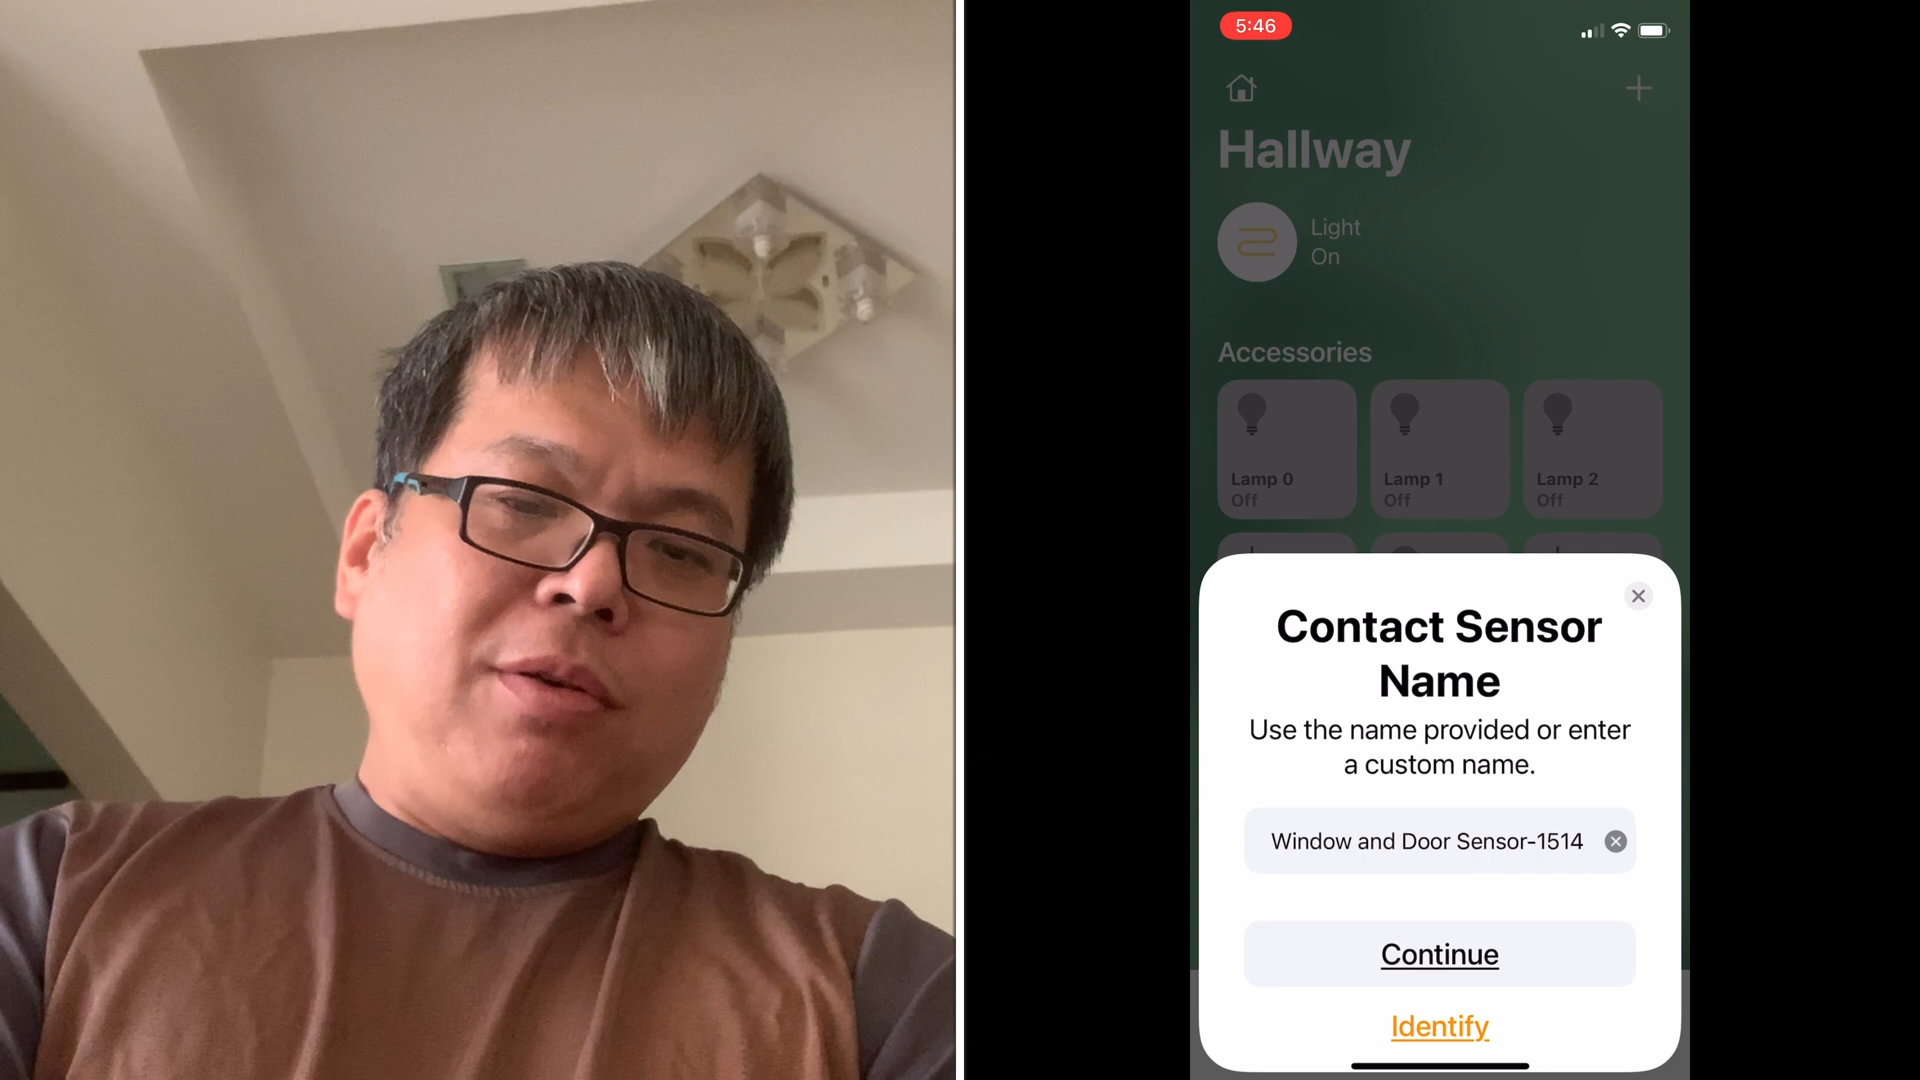 5:46
Hallway
Light
On
Accessories
Lamp 0
Off
Lamp 1
Off
Lamp 2
Off
Contact Sensor
Name
Use the name provided or enter
a custom name.
Window and Door Sensor-1514
Continue
Identify